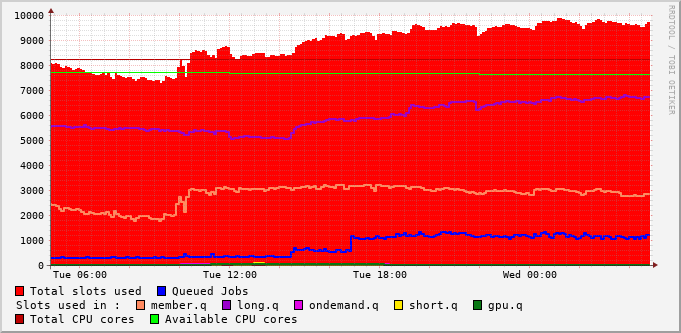 10000
9000
8000
7000
6000
5000
4000
3000
2000
1000
0
Tue 06:00 Tue 12:00 Tue 18:00 Wed 00:00
Total slots used Queued Jobs
Slots used in : member.q long.q ondemand.q short.q gpu.q
Total CPU cores Available CPU cores
RRDTOOL / TOBI OETIKER